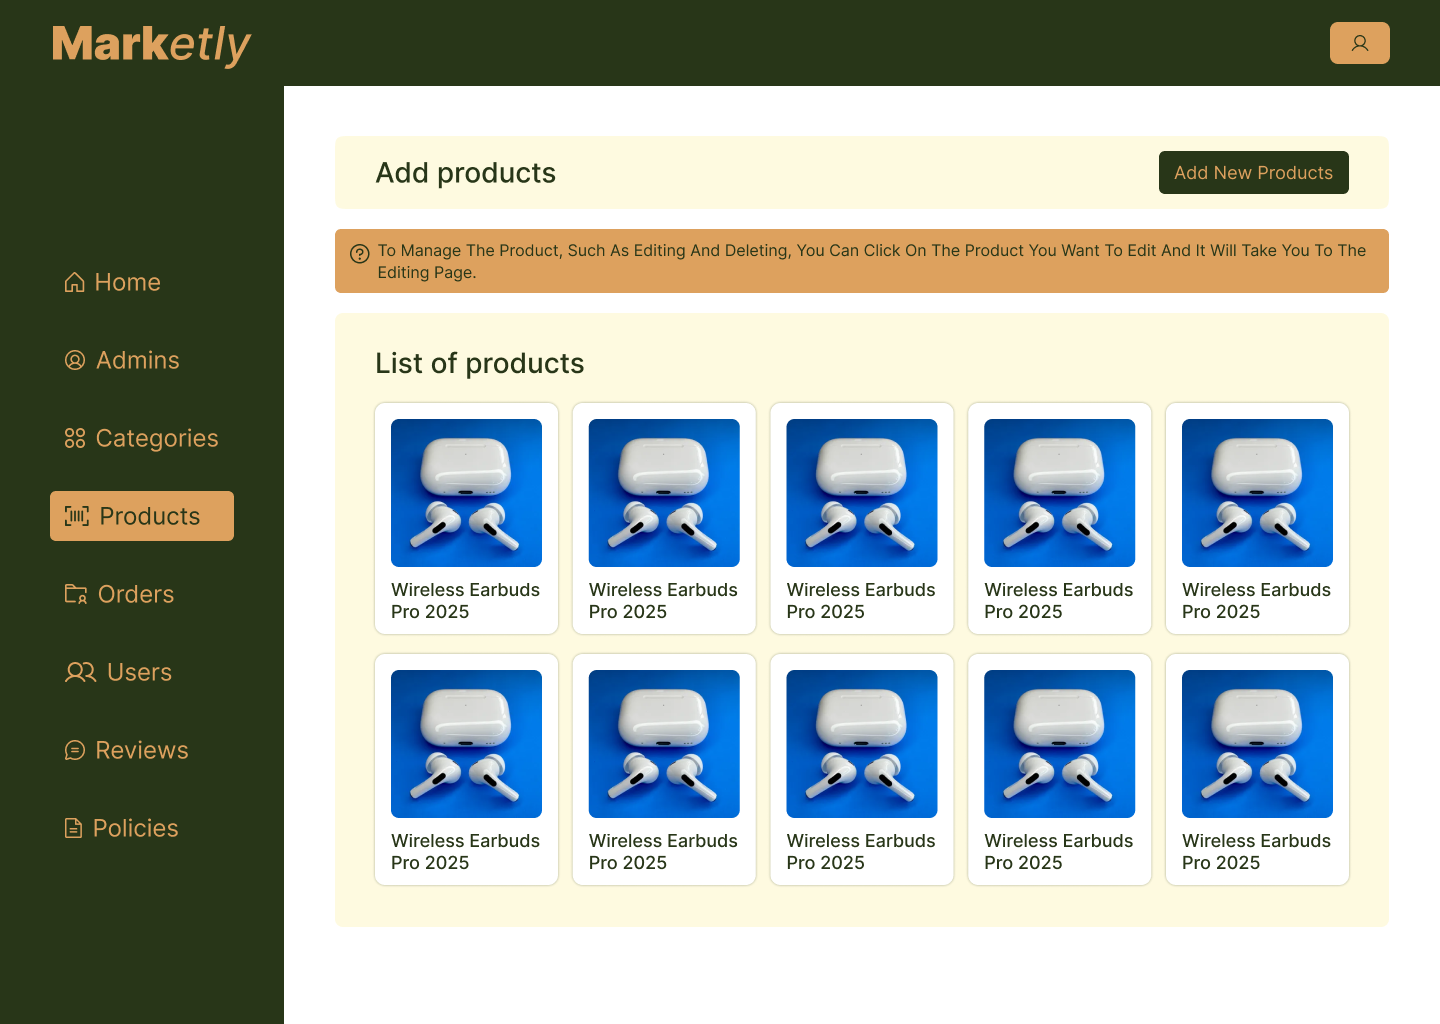 Marketly
Home
Admins
Categories
Products
Orders
Users
Reviews
Policies
Add products
Add New Products
To Manage The Product, Such As Editing And Deleting, You Can Click On The Product You Want To Edit And It Will Take You To The
Editing Page.
List of products
Wireless Earbuds
Pro 2025
Wireless Earbuds
Pro 2025
Wireless Earbuds
Pro 2025
Wireless Earbuds
Pro 2025
Wireless Earbuds
Pro 2025
Wireless Earbuds
Pro 2025
Wireless Earbuds
Pro 2025
Wireless Earbuds
Pro 2025
Wireless Earbuds
Pro 2025
Wireless Earbuds
Pro 2025